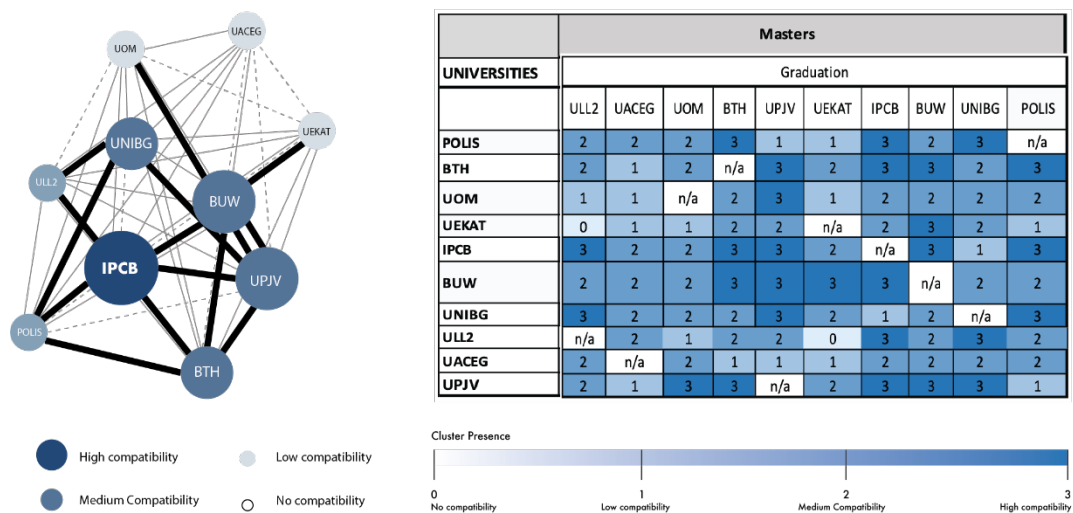 UACEG
UOM
UEKAT
UNIBG
ULL2
BUW
IPCB
UPJV
POLIS
BTH
High compatibility
Low compatibility
Medium Compatibility
No compatibility
Masters
UNIVERSITIES Graduation
ULL2 UACEG UOM BTH UPJV UEKAT IPCB BUW UNIBG POLIS
POLIS 2 2 2 3 1 1 3 2 3 n/a
BTH 2 1 2 n/a 3 2 3 3 2 3
UOM 1 1 n/a 2 3 1 2 2 2 2
UEKAT 0 1 1 2 2 n/a 2 3 2 1
IPCB 3 2 2 3 3 2 n/a 3 1 3
BUW 2 2 2 3 3 3 3 n/a 2 2
UNIBG 3 2 2 2 3 2 1 2 n/a 3
ULL2 n/a 2 1 2 2 0 3 2 3 2
UACEG 2 n/a 2 1 1 1 2 2 2 2
UPJV 2 1 3 3 n/a 2 3 3 3 1
Cluster Presence
0 1 2 3
No compatibility Low compatibility Medium Compatibility High compatibility